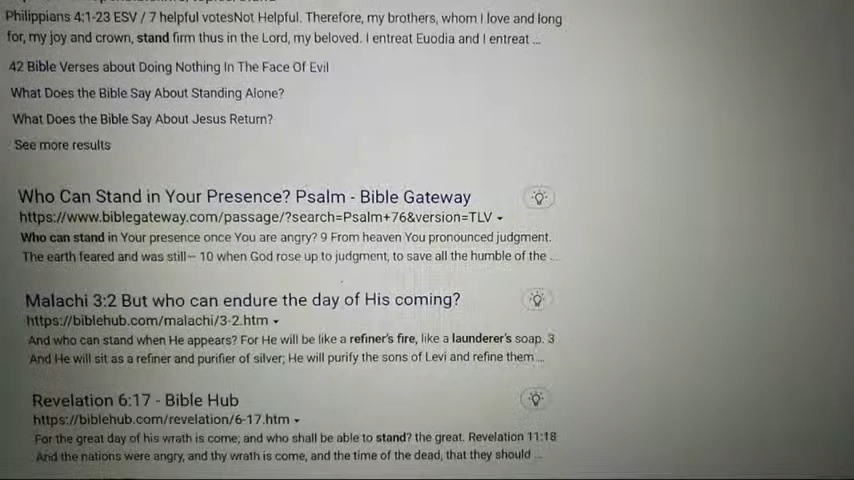 Philippians 4:1-23 ESV / 7 helpful votesNot Helpful. Therefore, my brothers, whom I love and long
for, my joy and crown, stand firm thus in the Lord, my beloved. I entreat Euodia and I entreat ...
42 Bible Verses about Doing Nothing In The Face Of Evil
What Does the Bible Say About Standing Alone?
What Does the Bible Say About Jesus Return?
See more results
Who Can Stand in Your Presence? Psalm - Bible Gateway
https://www.biblegateway.com/passage/?search=Psalm+76&version=TLV
Who can stand in Your presence once You are angry? 9 From heaven You pronounced judgment.
The earth feared and was still– 10 when God rose up to judgment, to save all the humble of the ...
Malachi 3:2 But who can endure the day of His coming?
https://biblehub.com/malachi/3-2.htm
And who can stand when He appears? For He will be like a refiner's fire, like a launderer's soap. 3
And He will sit as a refiner and purifier of silver; He will purify the sons of Levi and refine them ...
Revelation 6:17 - Bible Hub
https://biblehub.com/revelation/6-17.htm
For the great day of his wrath is come; and who shall be able to stand? the great. Revelation 11:18
And the nations were angry, and thy wrath is come, and the time of the dead, that they should ...